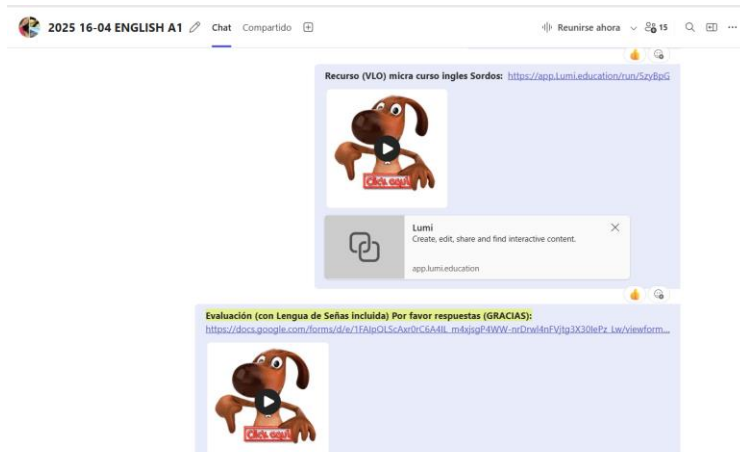 2025 16-04 ENGLISH A1 Chat Compartido Reunirse ahora 15
Recurso (VLO) micra curso ingles Sordos: https://app.Lumi.education/run/SzyBpG
Click aquí
Lumi
Create, edit, share and find interactive content.
app.lumi.education
Evaluación (con Lengua de Señas incluida) Por favor respuestas (GRACIAS):
Click aquí